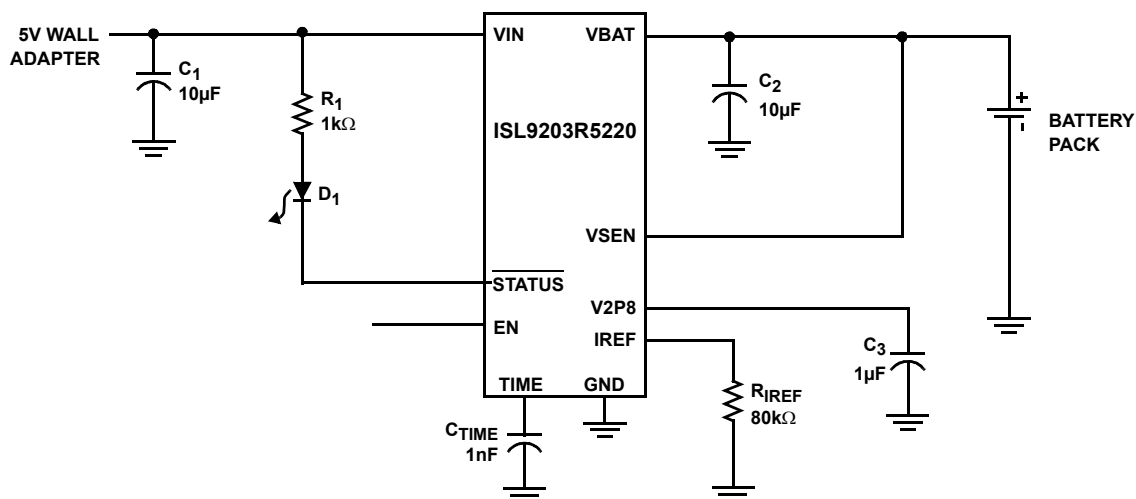 5V WALL
ADAPTER
C1
10µF
R1
1kΩ
D1
VIN
VBAT
ISL9203R5220
VSEN
STATUS
V2P8
EN
IREF
TIME
GND
C2
10µF
+
-
BATTERY
PACK
C3
1µF
RIREF
80kΩ
CTIME
1nF